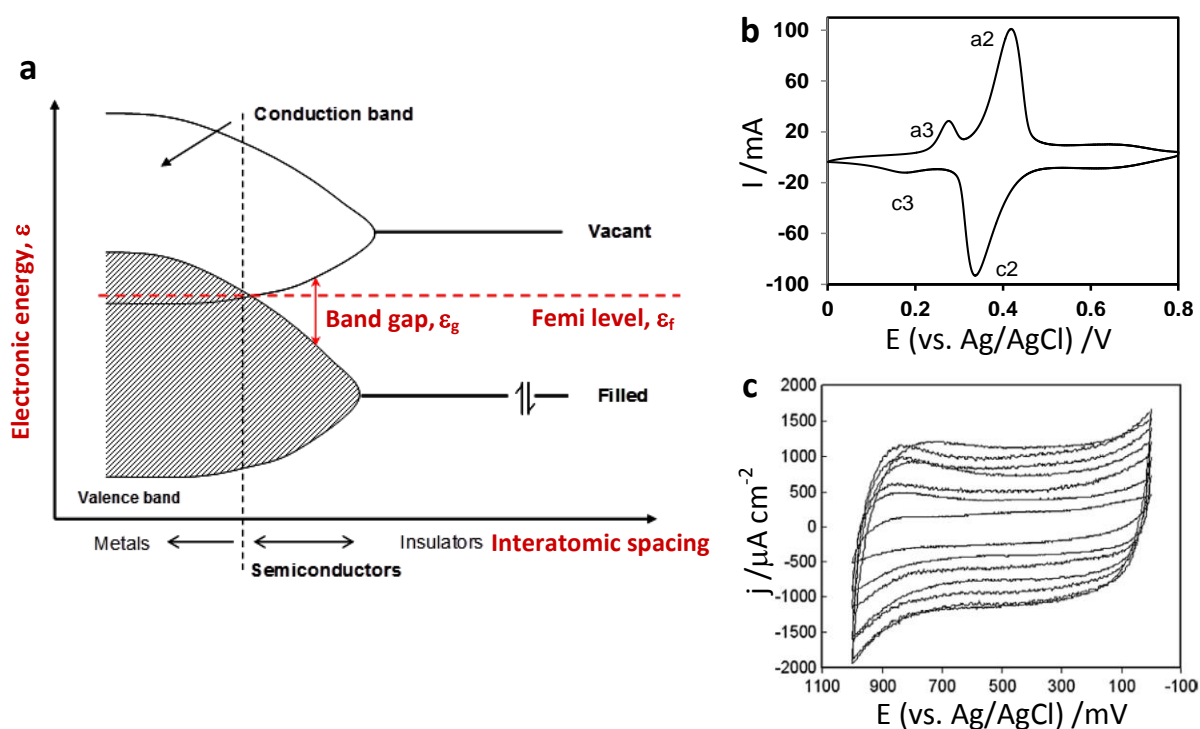 a
Electronic energy, ε
Conduction band
Vacant
Band gap, εg
Femi level, εf
Filled
Valence band
Metals
Insulators
Interatomic spacing
Semiconductors
b
I /mA
100
60
20
-20
-60
-100
a2
a3
c3
c2
0
0.2
0.4
0.6
0.8
E (vs. Ag/AgCl) /V
c
j /μA cm-2
2000
1500
1000
500
0
-500
-1000
-1500
-2000
1100
900
700
500
300
100
-100
E (vs. Ag/AgCl) /mV